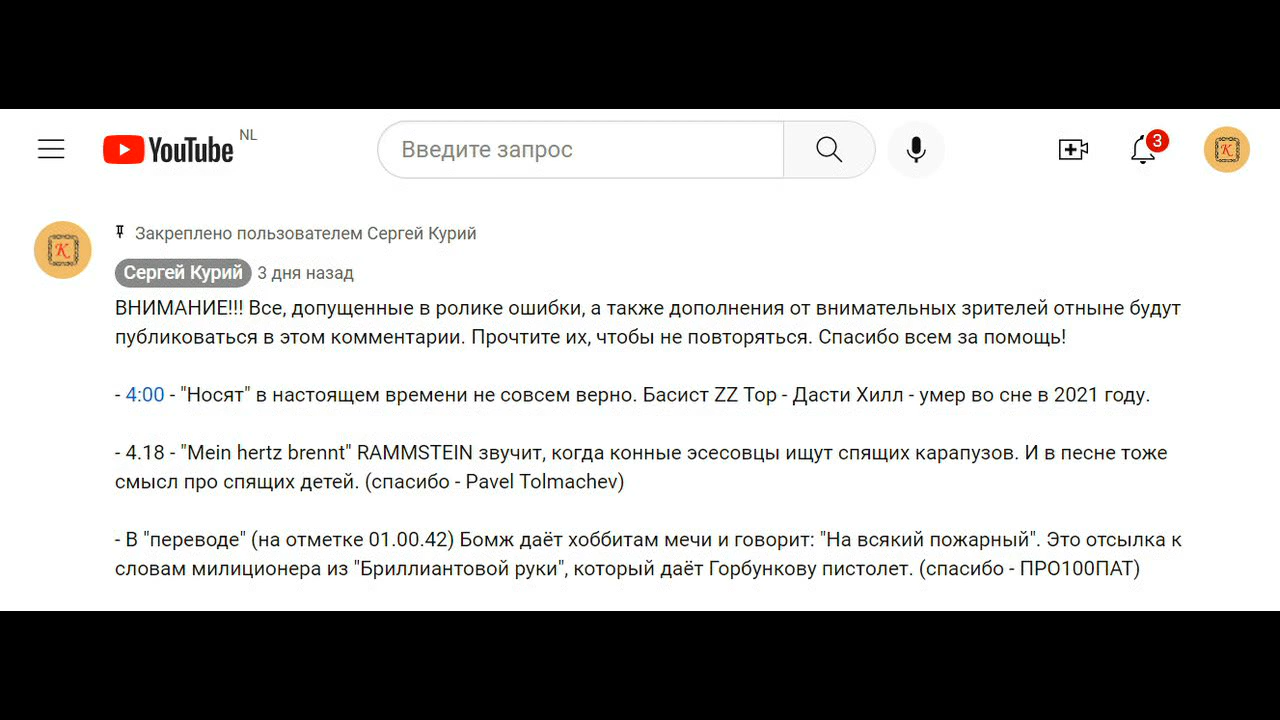 YouTube NL
Введите запрос
3
K
K
Закреплено пользователем Сергей Курий
Сергей Курий 3 дня назад
ВНИМАНИЕ!!! Все, допущенные в ролике ошибки, а также дополнения от внимательных зрителей отныне будут
публиковаться в этом комментарии. Прочтите их, чтобы не повторяться. Спасибо всем за помощь!
- 4:00 - "Носят" в настоящем времени не совсем верно. Басист ZZ Top - Дасти Хилл - умер во сне в 2021 году.
- 4.18 - "Mein hertz brennt" RAMMSTEIN звучит, когда конные эсесовцы ищут спящих карапузов. И в песне тоже
смысл про спящих детей. (спасибо - Pavel Tolmachev)
- В "переводе" (на отметке 01.00.42) Бомж даёт хоббитам мечи и говорит: "На всякий пожарный". Это отсылка к
словам милиционера из "Бриллиантовой руки", который даёт Горбункову пистолет. (спасибо - ПРО100ПАТ)